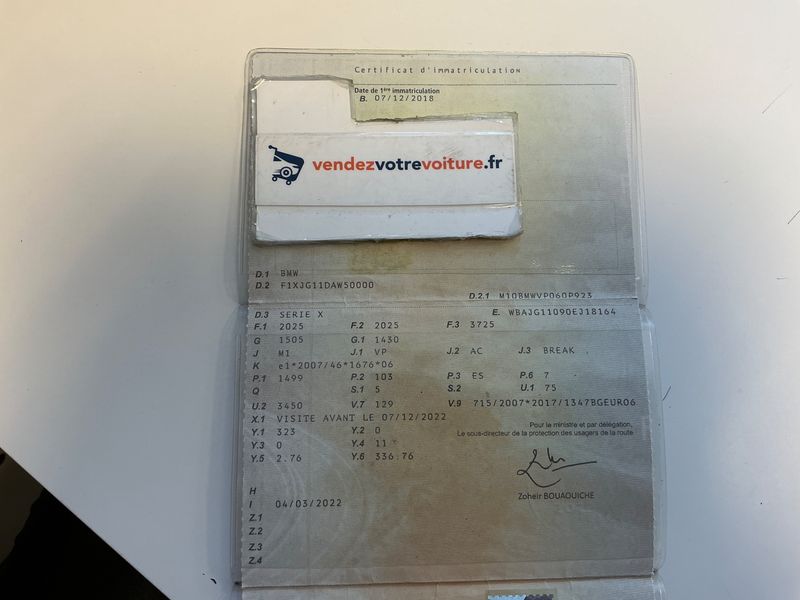 Certificat d'immatriculation
Date de 1ère immatriculation
B. 07/12/2018
vendezvotrevoiture.fr
D.1 BMW
D.2 F1XJG11DAW50000
D.2.1 M10BMWVP060P923
D.3 SERIE X
E. WBAJG11090EJ18164
F.1 2025 F.2 2025 F.3 3725
G 1505 G.1 1430
J M1 J.1 VP J.2 AC J.3 BREAK
K e1*2007/46*1676*06
P.1 1499 P.2 103 P.3 ES P.6 7
Q S.1 5 S.2 U.1 75
U.2 3450 V.7 129 V.9 715/2007*2017/1347BGEURO6
X.1 VISITE AVANT LE 07/12/2022
Y.1 323 Y.2 0
Y.3 0 Y.4 11
Y.5 2.76 Y.6 336.76
Pour la ministre et par délégation,
Le sous-directeur de la protection des usagers de la route
Zoheir BOUAOUICHE
H
I 04/03/2022
Z.1
Z.2
Z.3
Z.4